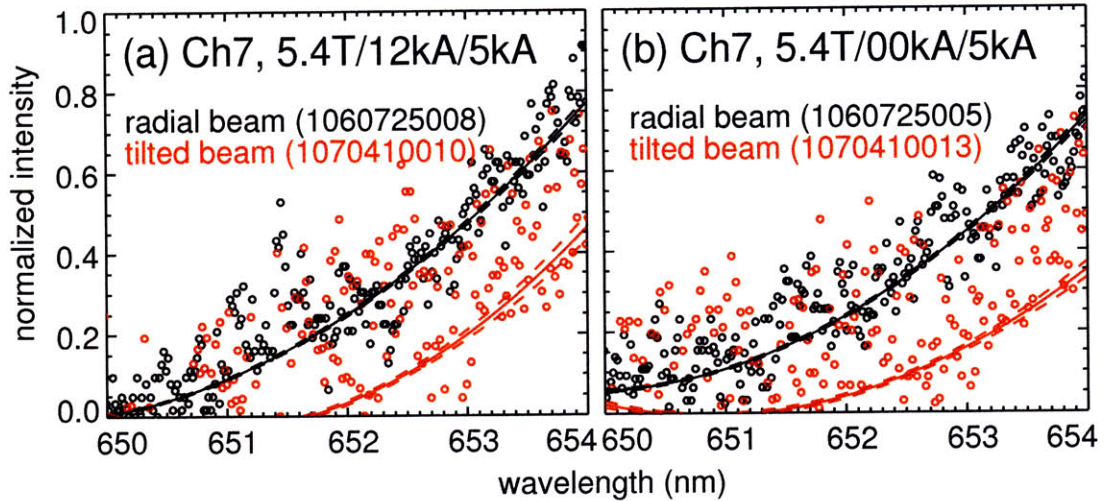 (a) Ch7, 5.4T/12kA/5kA
radial beam (1060725008)
tilted beam (1070410010)
(b) Ch7, 5.4T/00kA/5kA
radial beam (1060725005)
tilted beam (1070410013)
normalized intensity
1.0
0.8
0.6
0.4
0.2
0.0
650 651 652 653 654
650 651 652 653 654
wavelength (nm)